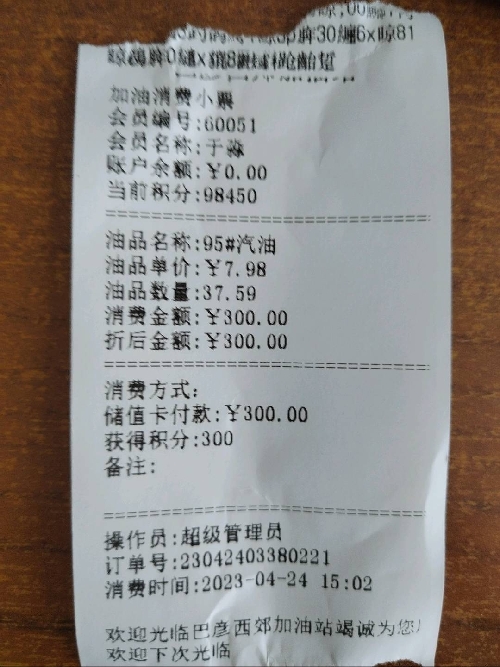 加油消费小票
会员编号:60051
会员名称:于淼
账户余额:￥0.00
当前积分:98450
油品名称:95#汽油
油品单价:￥7.98
油品数量:37.59
消费金额:￥300.00
折后金额:￥300.00
消费方式:
储值卡付款:￥300.00
获得积分:300
备注:
操作员:超级管理员
订单号:23042403380221
消费时间:2023-04-24 15:02
欢迎光临巴彦西郊加油站竭诚为您
欢迎下次光临